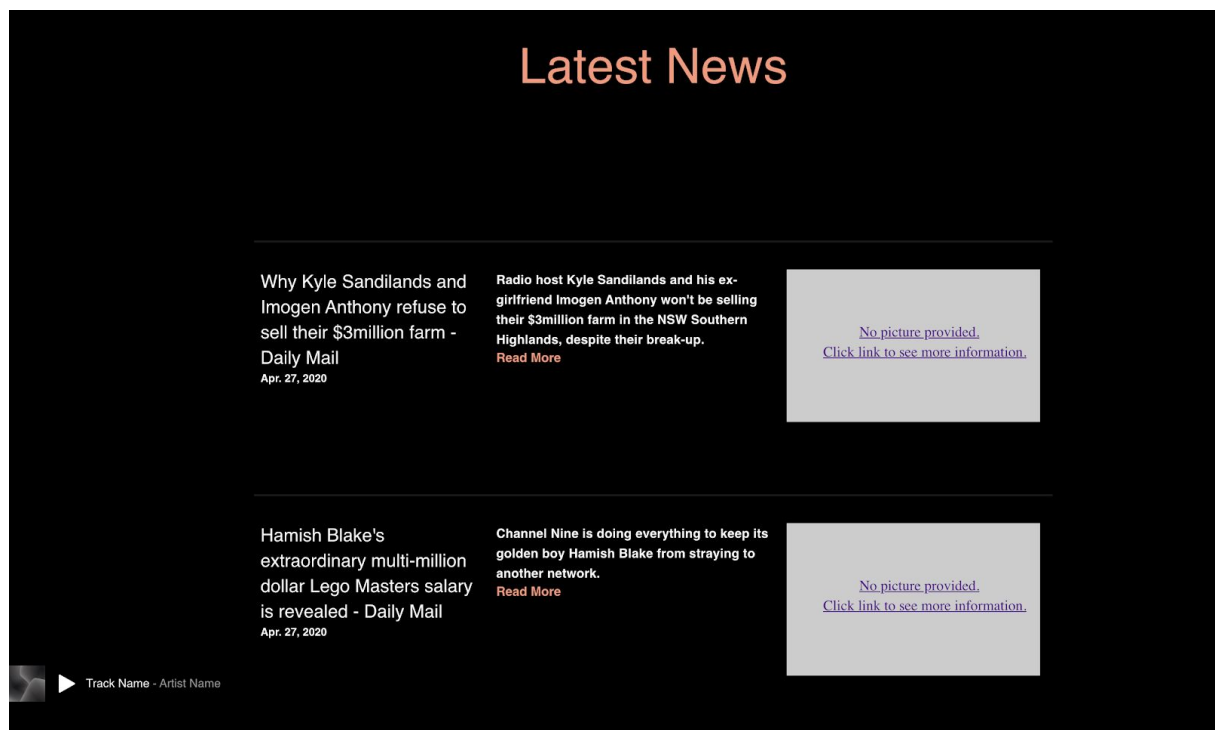 Latest News
Why Kyle Sandilands and
Imogen Anthony refuse to
sell their $3million farm -
Daily Mail
Apr. 27, 2020
Radio host Kyle Sandilands and his ex-
girlfriend Imogen Anthony won't be selling
their $3million farm in the NSW Southern
Highlands, despite their break-up.
Read More
No picture provided.
Click link to see more information.
Hamish Blake's
extraordinary multi-million
dollar Lego Masters salary
is revealed - Daily Mail
Apr. 27, 2020
Channel Nine is doing everything to keep its
golden boy Hamish Blake from straying to
another network.
Read More
No picture provided.
Click link to see more information.
Track Name - Artist Name